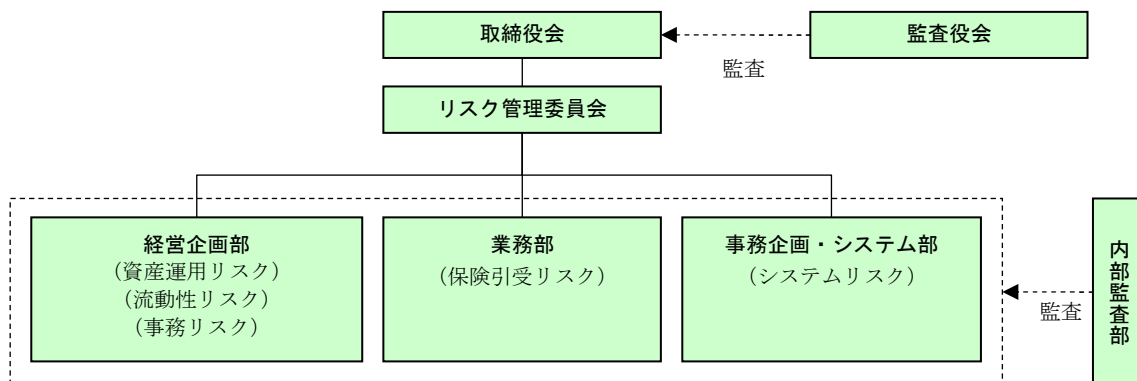 取締役会
監査役会
監査
リスク管理委員会
経営企画部
（資産運用リスク）
（流動性リスク）
（事務リスク）
業務部
（保険引受リスク）
事務企画・システム部
（システムリスク）
監査
内部監査部